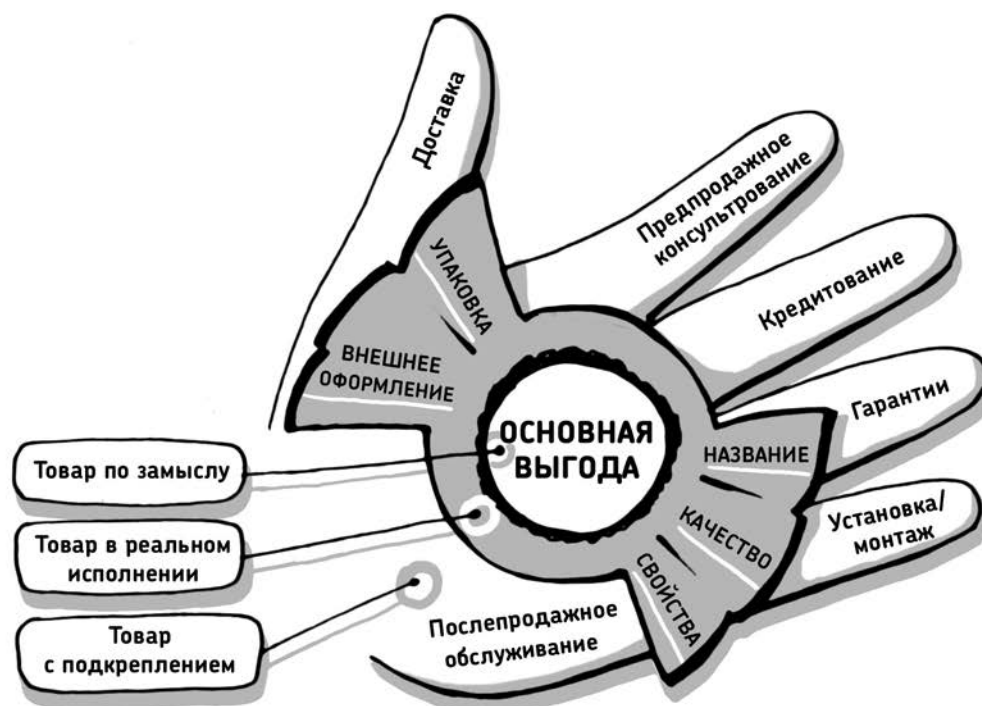 Доставка
Предпродажное
консультрование
Кредитование
Гарантии
Установка/
монтаж
Послепродажное
обслуживание
УПАКОВКА
ВНЕШНЕЕ
ОФОРМЛЕНИЕ
ОСНОВНАЯ
ВЫГОДА
НАЗВАНИЕ
КАЧЕСТВО
СВОЙСТВА
Товар по замыслу
Товар в реальном
исполнении
Товар
с подкреплением